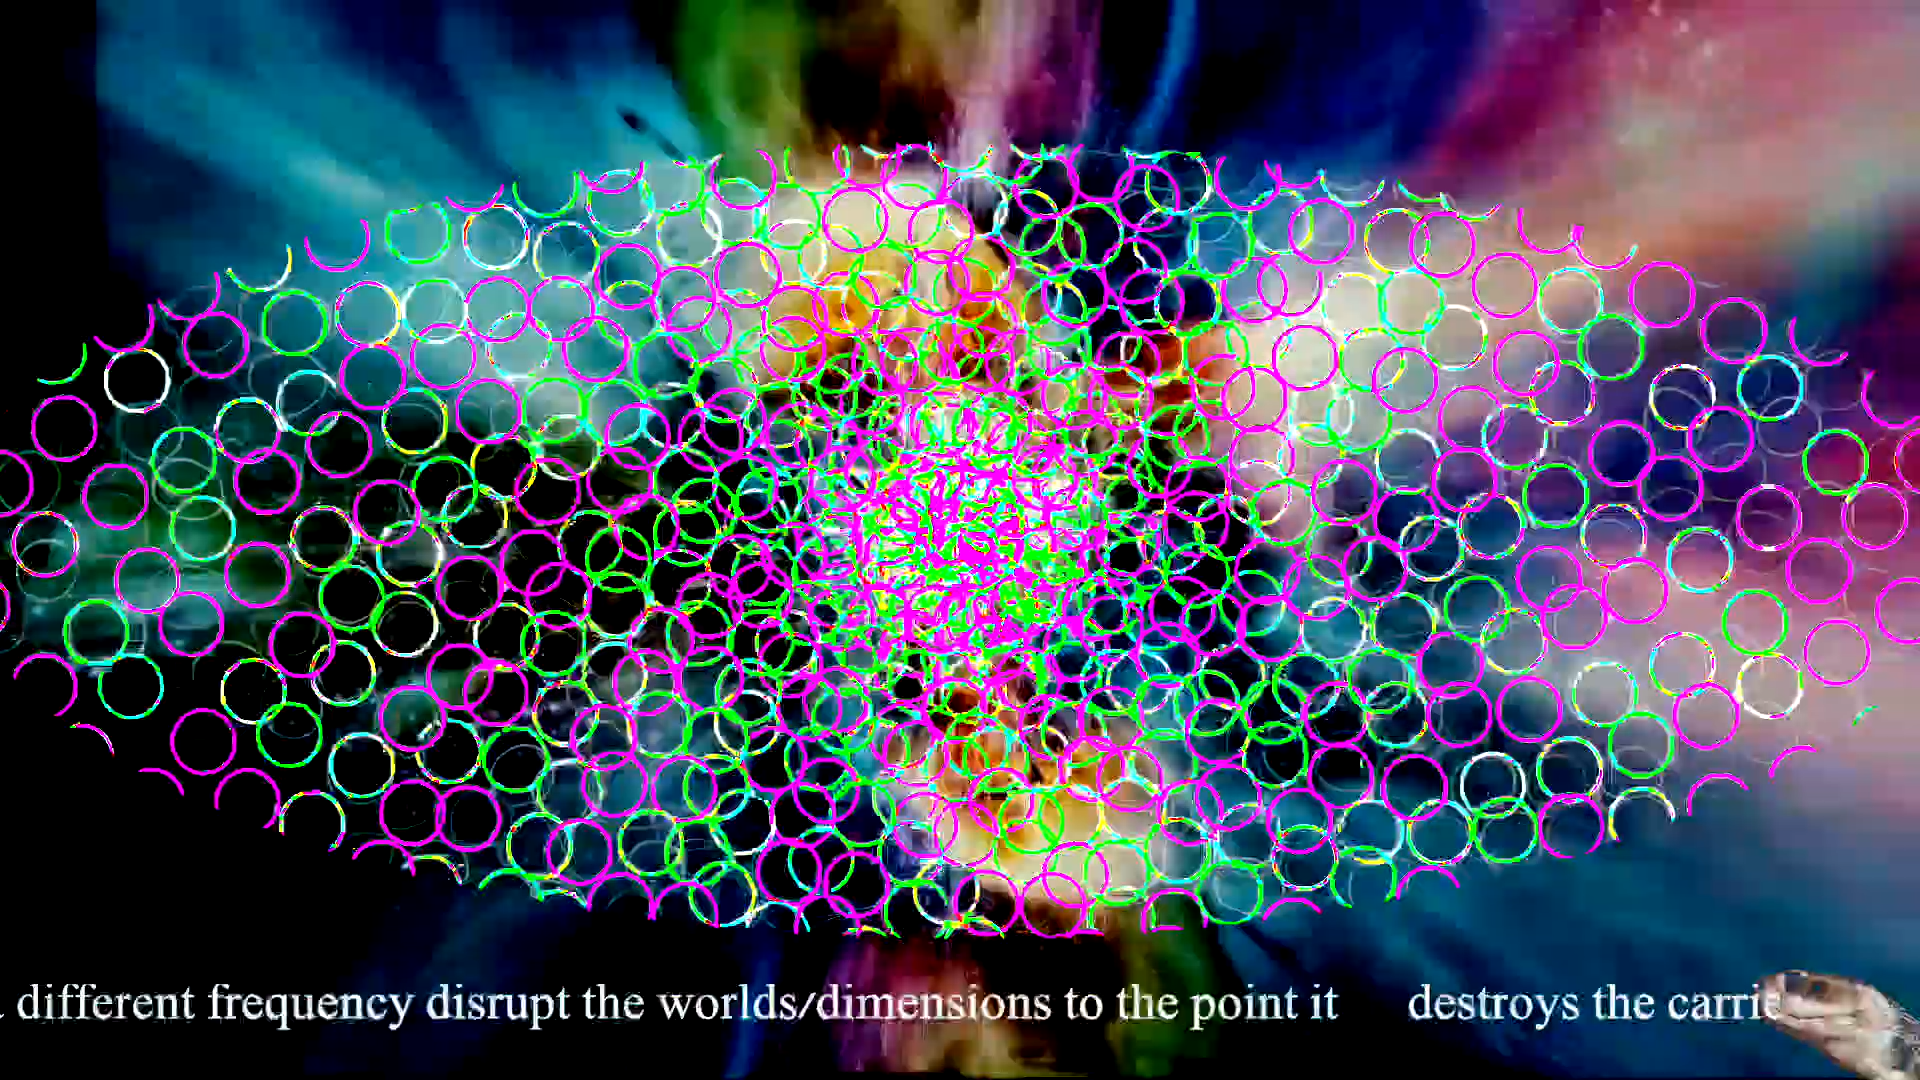 different frequency disrupt the worlds/dimensions to the point it destroys the